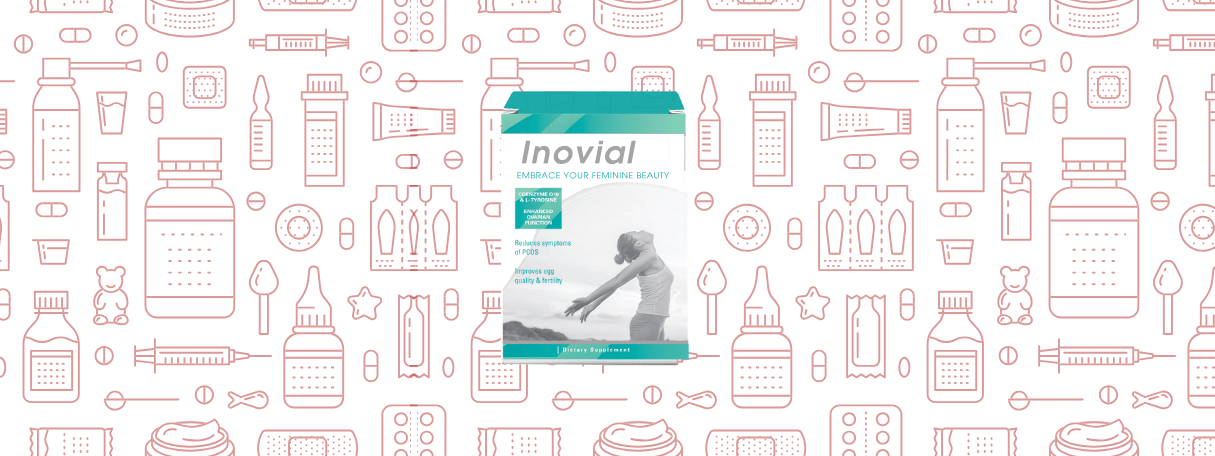 Inovial
EMBRACE YOUR FEMININE BEAUTY
COENZYME Q10
& L-TYROSINE
ENHANCED
OVARIAN
FUNCTION
Reduces symptoms
of PCOS
Improves egg
quality & fertility
Dietary Supplement